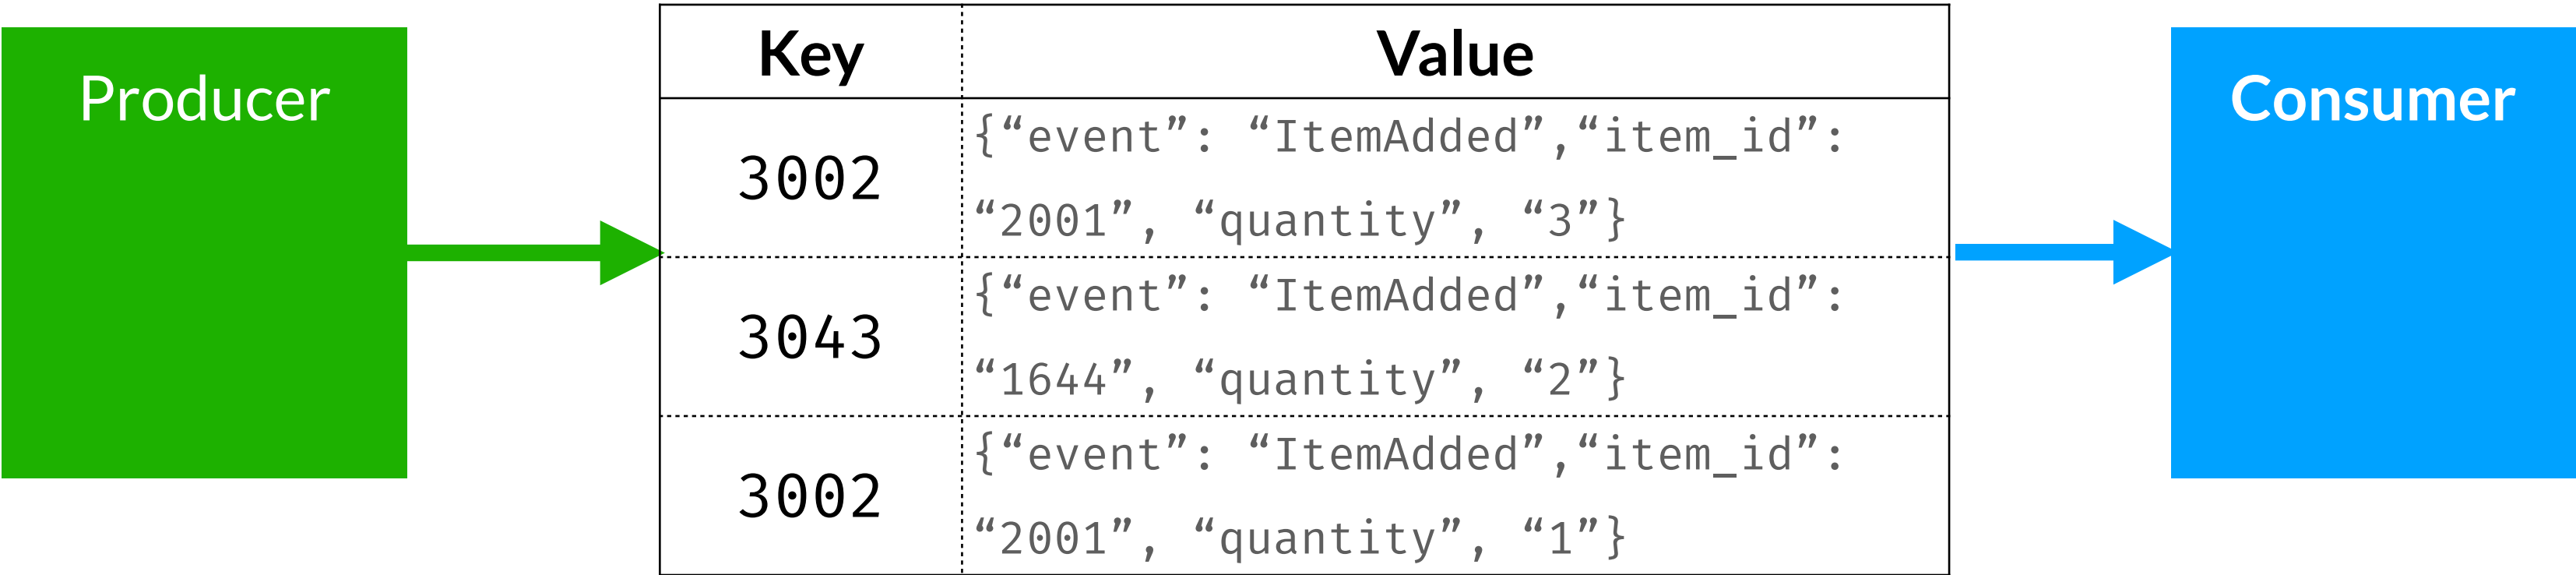 Producer
Key
Value
Consumer
3002
{“event”: “ItemAdded”,“item_id”:
“2001”, “quantity”, “3”}
3043
{“event”: “ItemAdded”,“item_id”:
“1644”, “quantity”, “2”}
3002
{“event”: “ItemAdded”,“item_id”:
“2001”, “quantity”, “1”}